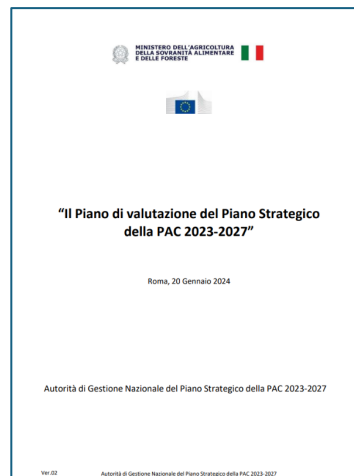 MINISTERO DELL'AGRICOLTURA
DELLA SOVRANITÀ ALIMENTARE
E DELLE FORESTE
"Il Piano di valutazione del Piano Strategico
della PAC 2023-2027"
Roma, 20 Gennaio 2024
Autorità di Gestione Nazionale del Piano Strategico della PAC 2023-2027
Ver.02 Autorità di Gestione Nazionale del Piano Strategico della PAC 2023-2027